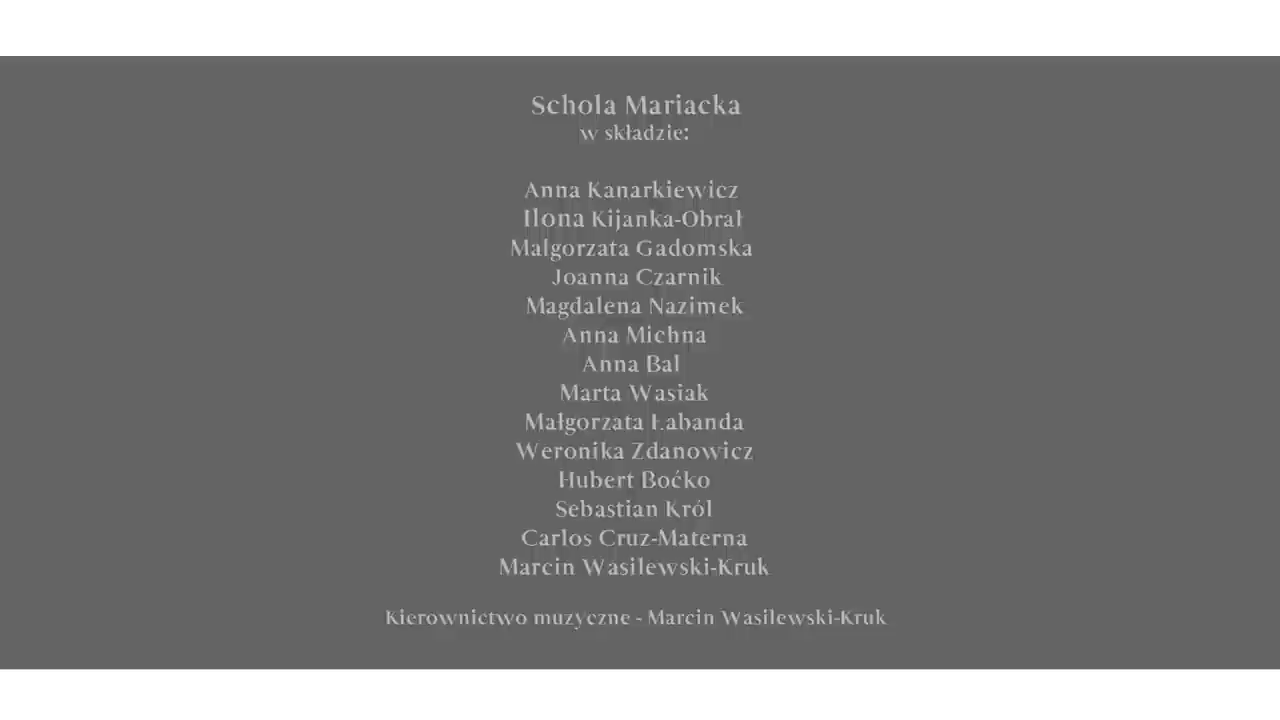 Schola Mariacka
w składzie:
Anna Kanarkiewicz
Ilona Kijanka-Obrał
Malgorzata Gadomska
Joanna Czarnik
Magdalena Nazimek
Anna Michna
Anna Bal
Marta Wasiak
Małgorzata Łabanda
Weronika Zdanowicz
Hubert Boćko
Sebastian Król
Carlos Cruz-Materna
Marcin Wasilewski-Kruk
Kierownictwo muzyczne - Marcin Wasilewski-Kruk